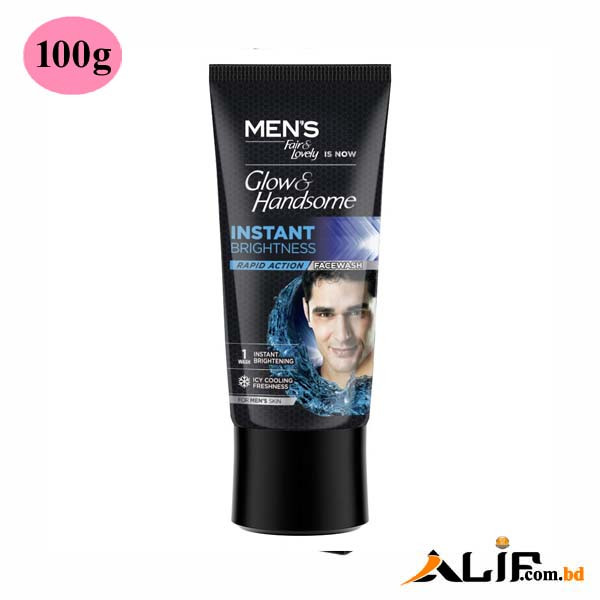 100g
MEN'S
Fair &
Lovely IS NOW
Glow &
Handsome
INSTANT
BRIGHTNESS
RAPID ACTION FACEWASH
1 WASH INSTANT BRIGHTENING
ICY COOLING FRESHNESS
FOR MEN'S SKIN
ALIF.com.bd